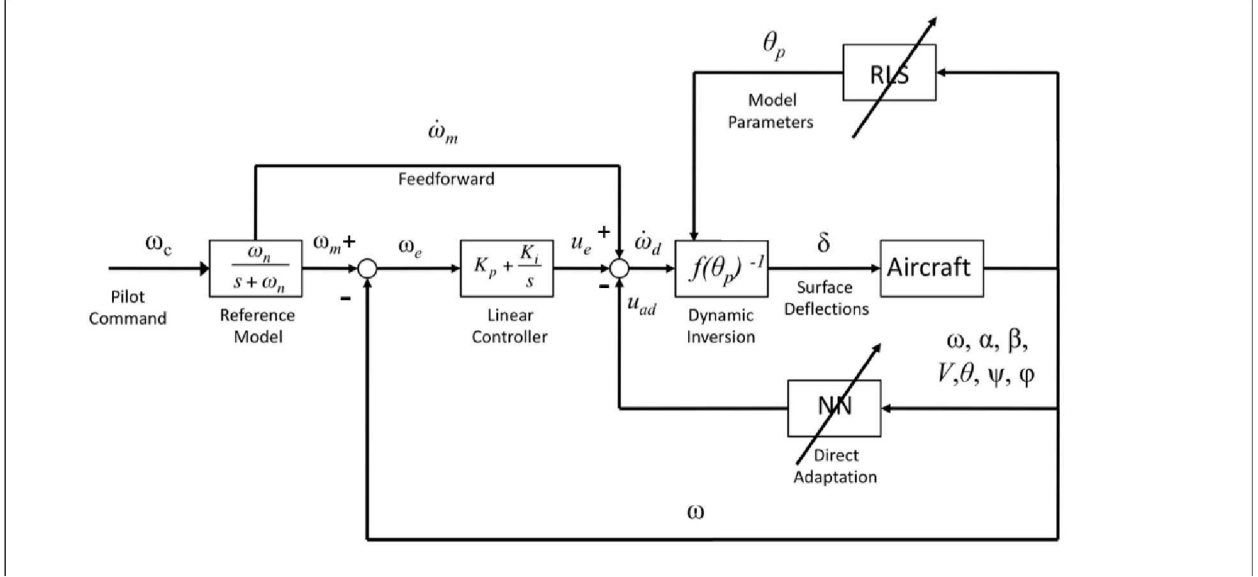 θp
RLS
Model
Parameters
ω̇m
Feedforward
ωc
ωn
s + ωn
ωm
+
-
ωe
Kp + Ki
s
ue
+
-
ω̇d
f(θp) -1
δ
Aircraft
Pilot
Command
Reference
Model
Linear
Controller
uad
Dynamic
Inversion
Surface
Deflections
ω, α, β,
V,θ, ψ, φ
NN
Direct
Adaptation
ω